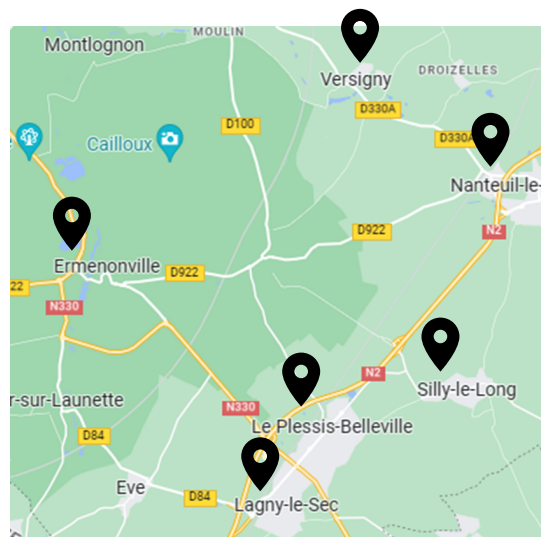 MOULIN
Montlognon
Versigny
DROIZELLES
D330A
D100
D330A
Cailloux
e
Nanteuil-le-
D922
N2
Ermenonville
D922
22
N330
N2
Silly-le-Long
r-sur-Launette
N330
Le Plessis-Belleville
D84
Eve
D84
Lagny-le-Sec